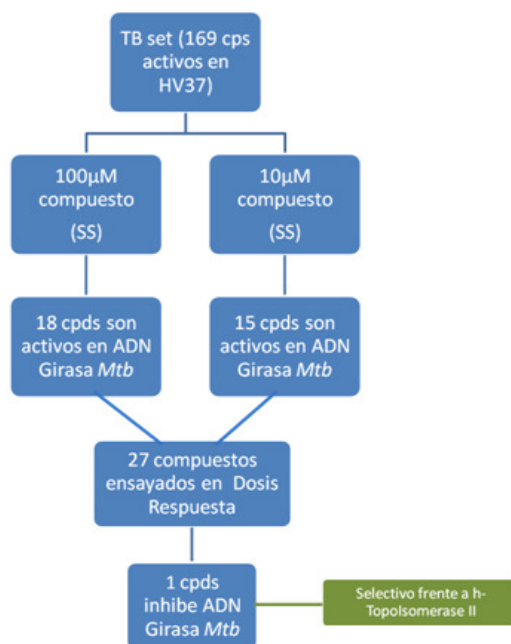 TB set (169 cps
activos en
HV37)
100µM
compuesto
(SS)
10µM
compuesto
(SS)
18 cpds son
activos en ADN
Girasa Mtb
15 cpds son
activos en ADN
Girasa Mtb
27 compuestos
ensayados en Dosis
Respuesta
1 cpds
inhibe ADN
Girasa Mtb
Selectivo frente a h-
TopoIsomerase II